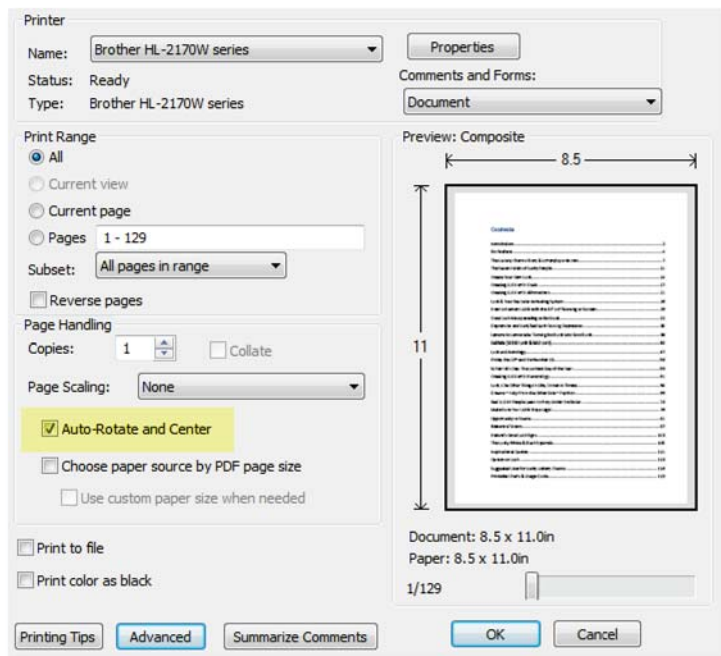 Printer
Name: Brother HL-2170W series
Properties
Status: Ready
Comments and Forms:
Type: Brother HL-2170W series
Document
Print Range
All
Current view
Current page
Pages 1 - 129
Subset: All pages in range
Reverse pages
Page Handling
Copies: 1
Collate
Page Scaling: None
Auto-Rotate and Center
Choose paper source by PDF page size
Use custom paper size when needed
Print to file
Print color as black
Preview: Composite
8.5
11
Contents
Document: 8.5 x 11.0in
Paper: 8.5 x 11.0in
1/129
Printing Tips
Advanced
Summarize Comments
OK
Cancel